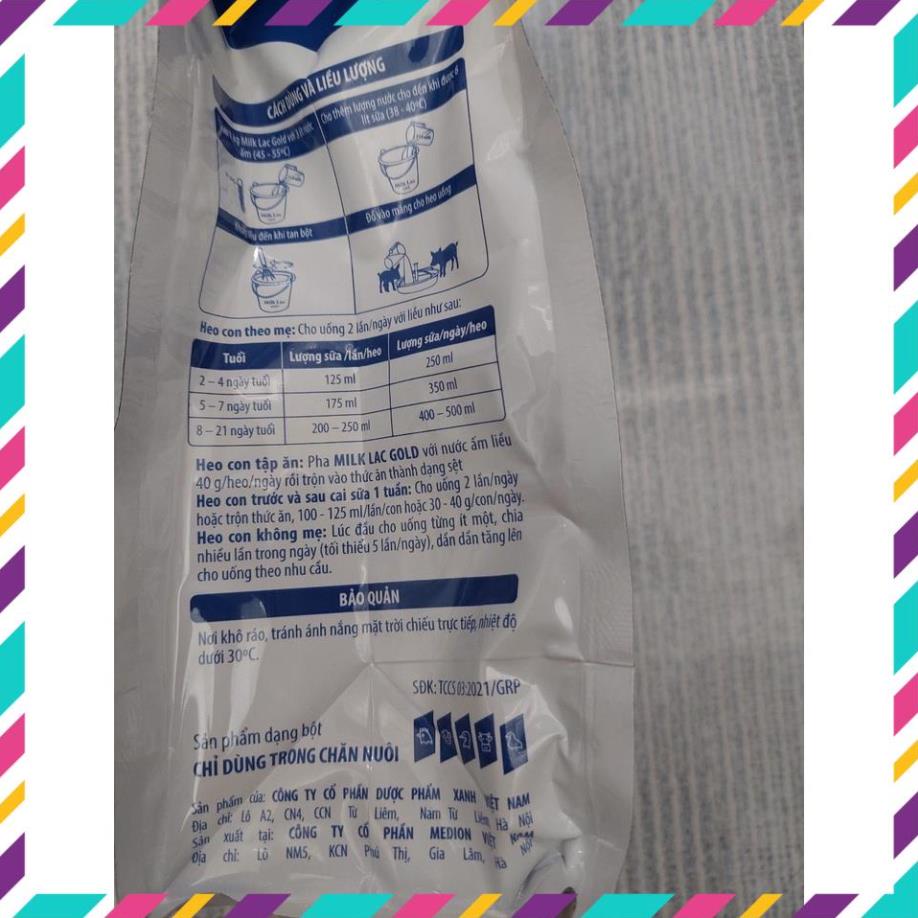 CÁCH DÙNG VÀ LIỀU LƯỢNG
Milk Lac Gold với 3 lít nước
ấm (45 - 55°C)
Cho thêm lượng nước cho đến khi được 6
lít sữa (38 - 40°C)
Milk Lac
Milk Lac
đến khi tan bột
Đổ vào máng cho heo uống
Milk Lac
Heo con theo mẹ: Cho uống 2 lần/ngày với liều như sau:
Tuổi Lượng sữa /lần/heo Lượng sữa/ngày/heo
2 – 4 ngày tuổi 125 ml 250 ml
5 – 7 ngày tuổi 175 ml 350 ml
8 – 21 ngày tuổi 200 – 250 ml 400 – 500 ml
Heo con tập ăn: Pha MILK LAC GOLD với nước ấm liều
40 g/heo/ngày rồi trộn vào thức ăn thành dạng sệt
Heo con trước và sau cai sữa 1 tuần: Cho uống 2 lần/ngày
hoặc trộn thức ăn, 100 - 125 ml/lần/con hoặc 30 - 40 g/con/ngày.
Heo con không mẹ: Lúc đầu cho uống từng ít một, chia
nhiều lần trong ngày (tối thiểu 5 lần/ngày), dần dần tăng lên
cho uống theo nhu cầu.
BẢO QUẢN
Nơi khô ráo, tránh ánh nắng mặt trời chiếu trực tiếp, nhiệt độ
dưới 30°C.
SĐK: TCCS 03:2021/GRP
Sản phẩm dạng bột
CHỈ DÙNG TRONG CHĂN NUÔI
Sản phẩm của: CÔNG TY CỔ PHẦN DƯỢC PHẨM XANH VIỆT NAM
Địa chỉ: Lô A2, CN4, CCN Từ Liêm, Nam Từ Liêm, Hà Nội
Sản xuất tại: CÔNG TY CỔ PHẦN MEDION VIỆT NAM
Địa chỉ: Lô NM5, KCN Phú Thị, Gia Lâm, Hà Nội